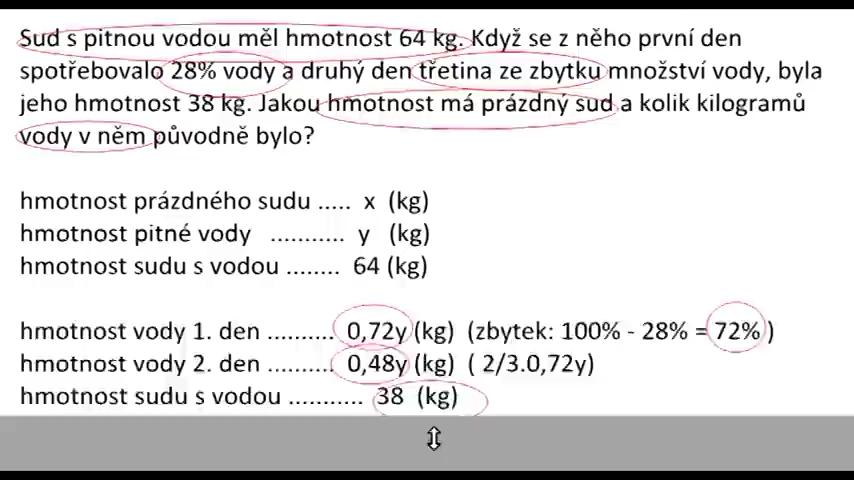 Sud s pitnou vodou měl hmotnost 64 kg. Když se z něho první den
spotřebovalo 28% vody a druhý den třetina ze zbytku množství vody, byla
jeho hmotnost 38 kg. Jakou hmotnost má prázdný sud a kolik kilogramů
vody v něm původně bylo?
hmotnost prázdného sudu ..... x (kg)
hmotnost pitné vody ........... y (kg)
hmotnost sudu s vodou ........ 64 (kg)
hmotnost vody 1. den .......... 0,72y (kg) (zbytek: 100% - 28% = 72% )
hmotnost vody 2. den .......... 0,48y (kg) ( 2/3.0,72y)
hmotnost sudu s vodou ........... 38 (kg)